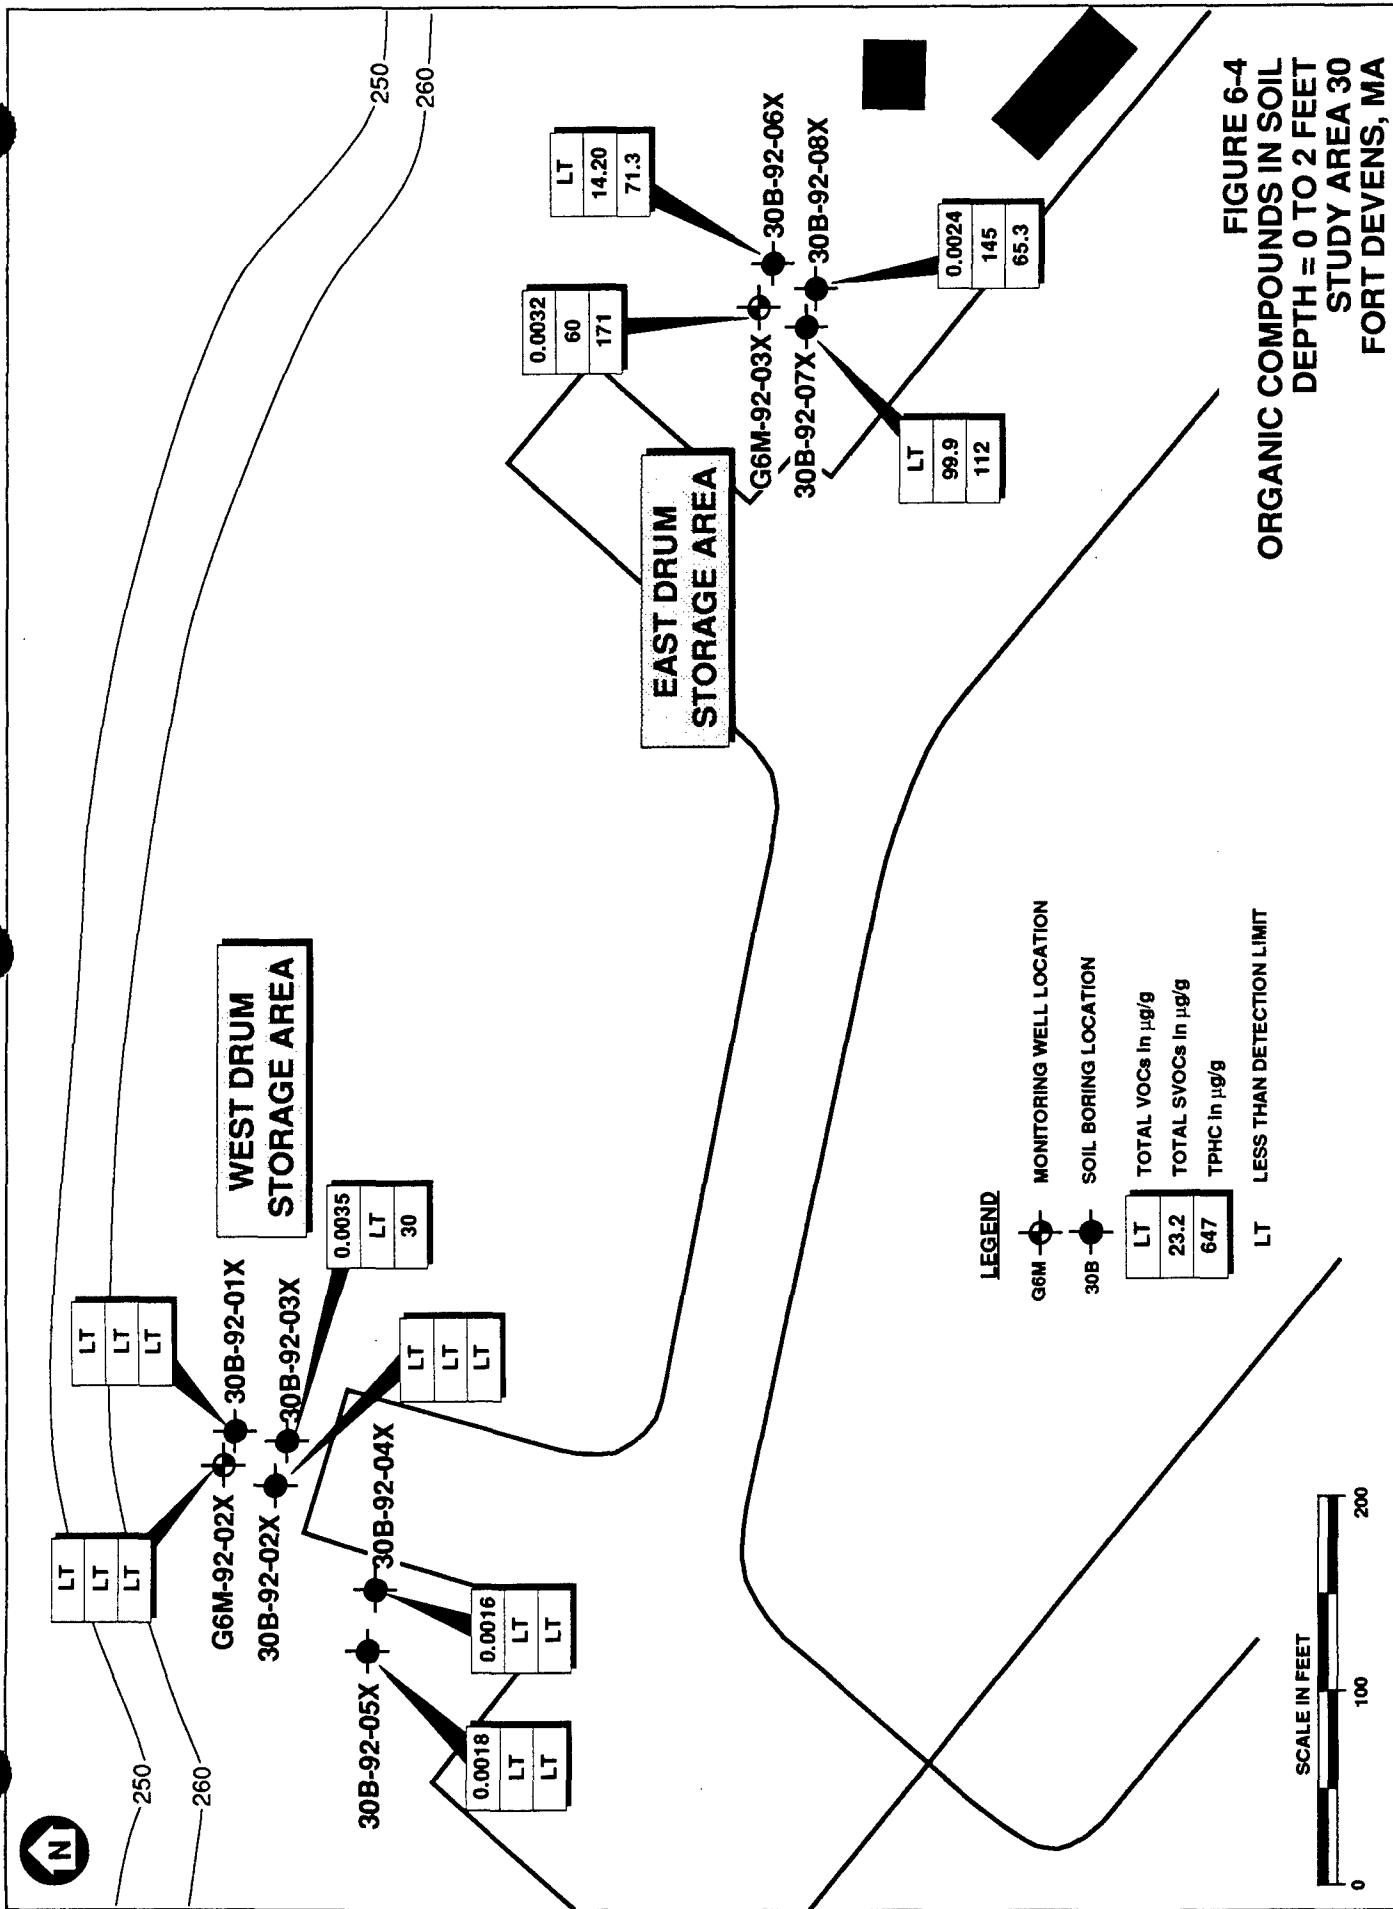 N
250
260
250
260
LT
LT
LT
G6M-92-02X
LT
LT
LT
30B-92-01X
30B-92-02X
30B-92-03X
WEST DRUM
STORAGE AREA
0.0035
LT
30
LT
LT
LT
30B-92-04X
30B-92-05X
0.0016
LT
LT
0.0018
LT
LT
EAST DRUM
STORAGE AREA
0.0032
60
171
LT
14.20
71.3
G6M-92-03X
30B-92-06X
30B-92-07X
30B-92-08X
LT
99.9
112
0.0024
145
65.3
LEGEND
G6M MONITORING WELL LOCATION
30B SOIL BORING LOCATION
LT TOTAL VOCs in µg/g
23.2 TOTAL SVOCs in µg/g
647 TPHC in µg/g
LT LESS THAN DETECTION LIMIT
SCALE IN FEET
0 100 200
FIGURE 6-4
ORGANIC COMPOUNDS IN SOIL
DEPTH = 0 TO 2 FEET
STUDY AREA 30
FORT DEVENS, MA